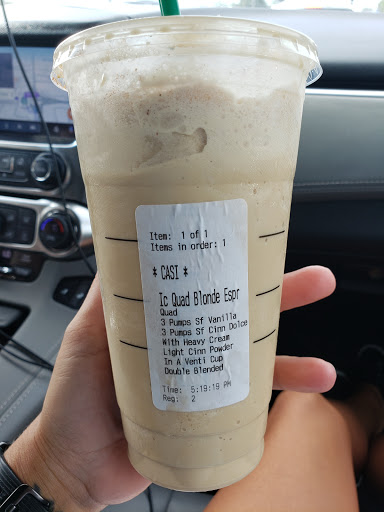 Item: 1 of 1
Items in order: 1
* CASI *
Ic Quad Blonde Espr
Quad
3 Pumps Sf Vanilla
3 Pumps Sf Cinn Dolce
With Heavy Cream
Light Cinn Powder
In A Venti Cup
Double Blended
Time: 5:19:19 PM
Reg: 2